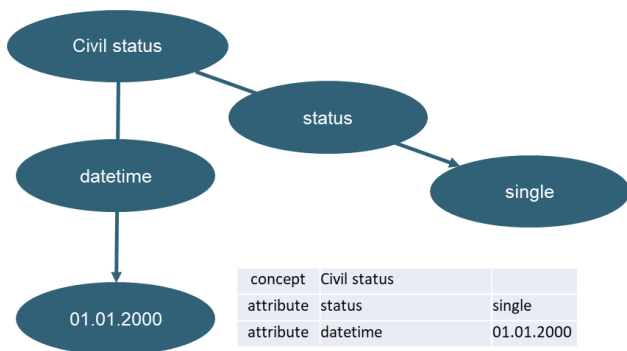 Civil status
status
datetime
single
01.01.2000
concept Civil status
attribute status single
attribute datetime 01.01.2000